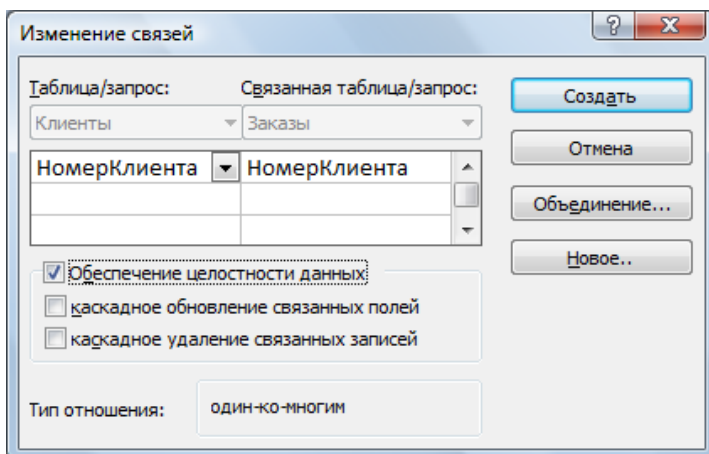 Изменение связей
Таблица/запрос: Связанная таблица/запрос:
Клиенты Заказы
НомерКлиента НомерКлиента
Обеспечение целостности данных
каскадное обновление связанных полей
каскадное удаление связанных записей
Тип отношения: один-ко-многим
Создать
Отмена
Объединение...
Новое..